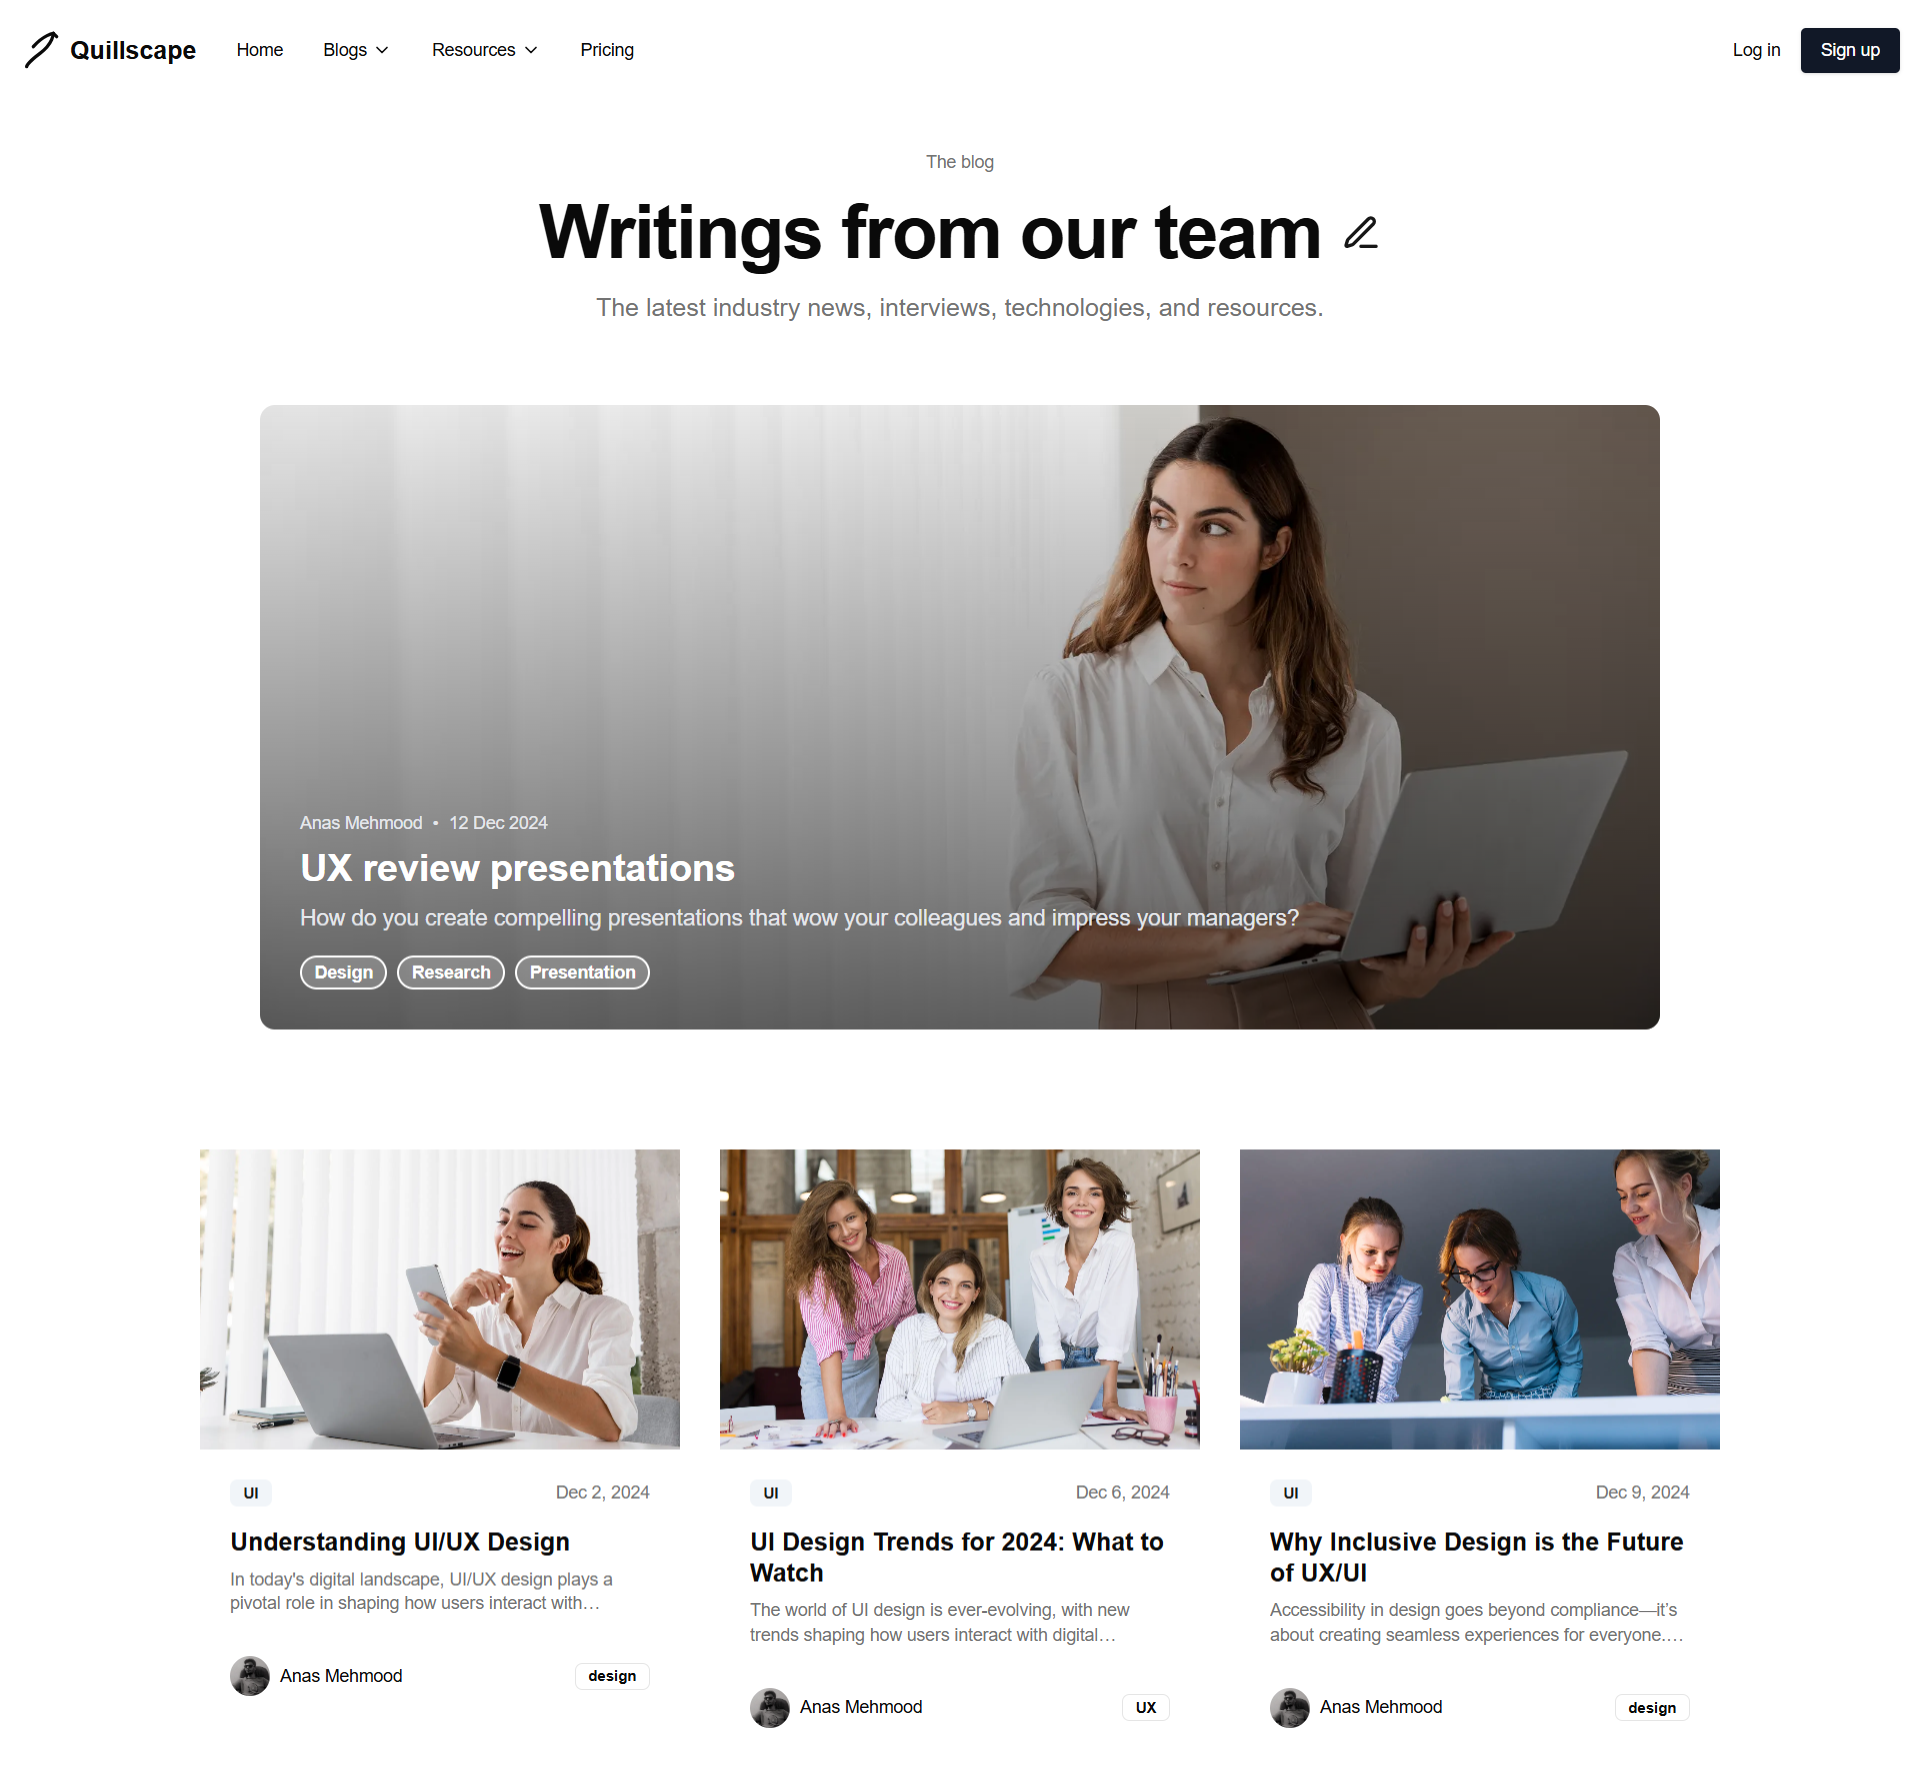 Quillscape
Home
Blogs
Resources
Pricing
Log in
Sign up
The blog
Writings from our team
The latest industry news, interviews, technologies, and resources.
Anas Mehmood • 12 Dec 2024
UX review presentations
How do you create compelling presentations that wow your colleagues and impress your managers?
Design
Research
Presentation
UI
Dec 2, 2024
Understanding UI/UX Design
In today's digital landscape, UI/UX design plays a
pivotal role in shaping how users interact with…
Anas Mehmood
design
UI
Dec 6, 2024
UI Design Trends for 2024: What to
Watch
The world of UI design is ever-evolving, with new
trends shaping how users interact with digital…
Anas Mehmood
UX
UI
Dec 9, 2024
Why Inclusive Design is the Future
of UX/UI
Accessibility in design goes beyond compliance—it’s
about creating seamless experiences for everyone.…
Anas Mehmood
design